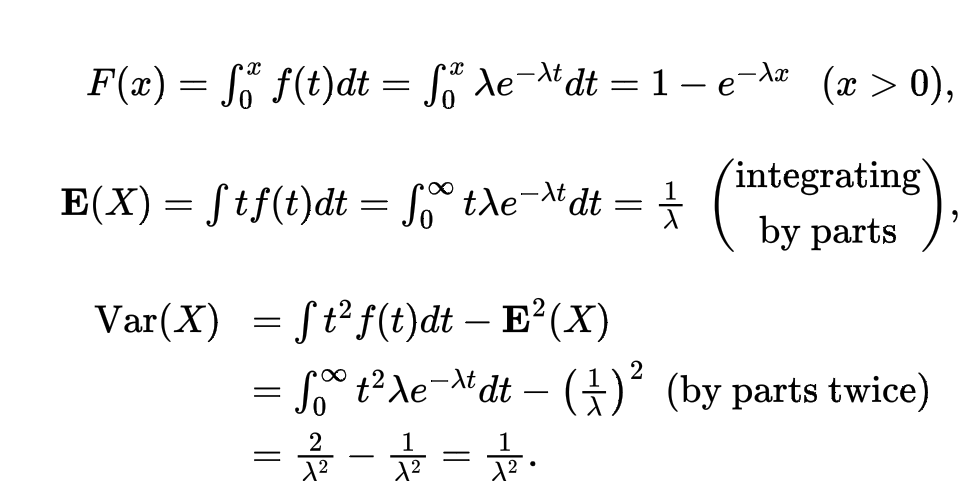 F(x) = ∫₀ˣ f(t)dt = ∫₀ˣ λe^{−λt}dt = 1 − e^{−λx} (x > 0),
E(X) = ∫ tf(t)dt = ∫₀^∞ tλe^{−λt}dt = 1/λ (integrating by parts),
Var(X) = ∫ t²f(t)dt − E²(X)
= ∫₀^∞ t²λe^{−λt}dt − (1/λ)² (by parts twice)
= 2/λ² − 1/λ² = 1/λ².